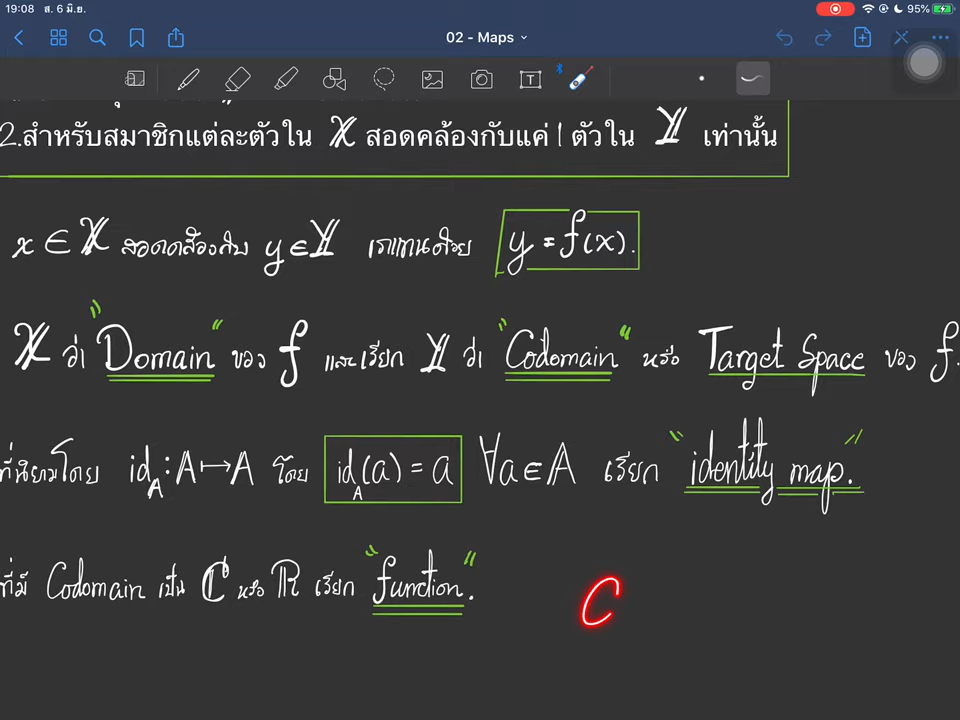 19:08 ส. 6 มิ.ย. 95%
02 - Maps
2.สำหรับสมาชิกแต่ละตัวใน 𝕏 สอดคล้องกับแค่ 1 ตัวใน 𝕐 เท่านั้น
x ∈ 𝕏 สอดคล้องกับ y ∈ 𝕐 เราแทนด้วย y = f(x).
𝕏 ว่า "Domain" ของ f และเรียก 𝕐 ว่า "Codomain" หรือ Target Space ของ f.
ที่นิยามโดย id_A : A ↦ A โดย id_A(a) = a ∀a ∈ A เรียก "identity map."
ที่มี Codomain เป็น ℂ หรือ ℝ เรียก "function".
C